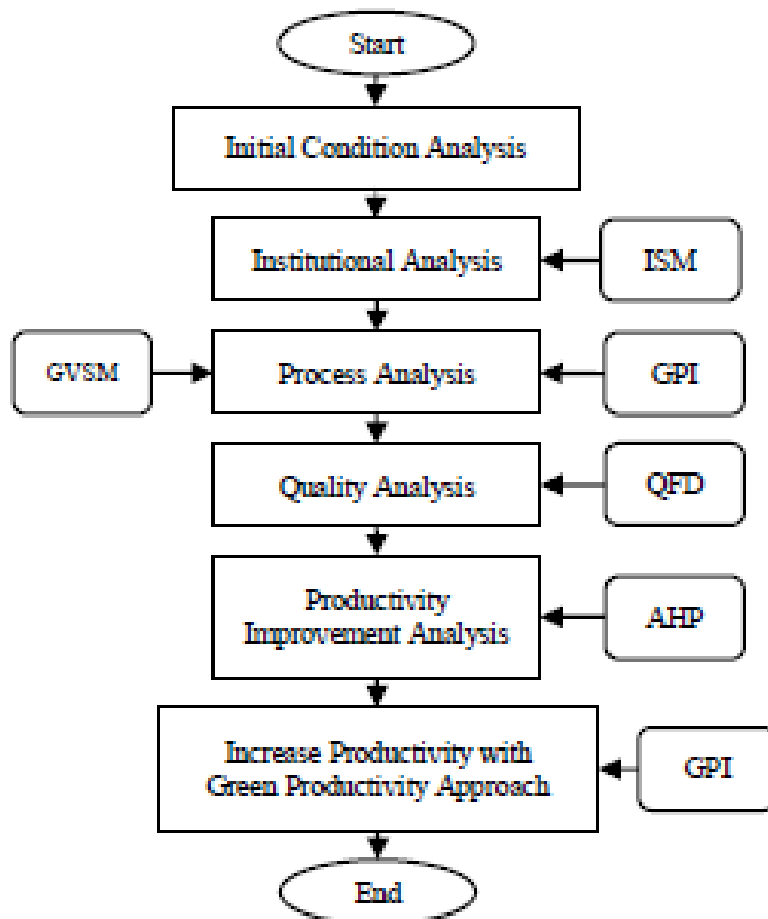 Start
Initial Condition Analysis
Institutional Analysis
ISM
GVSM
Process Analysis
GPI
Quality Analysis
QFD
Productivity
Improvement Analysis
AHP
Increase Productivity with
Green Productivity Approach
GPI
End